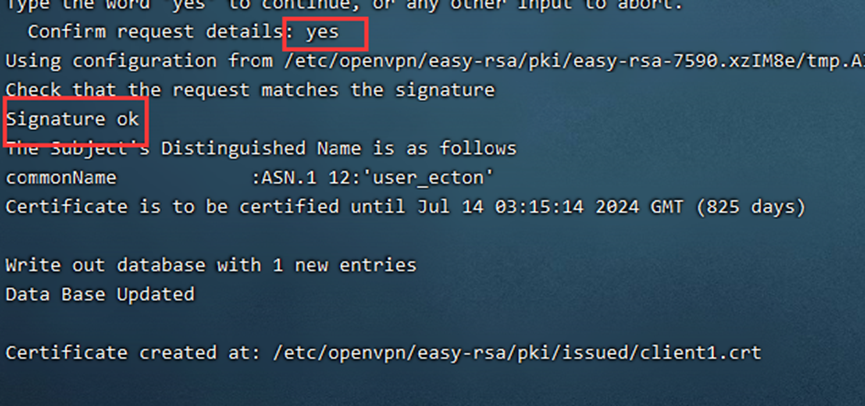 Type the word 'yes' to continue, or any other input to abort.
Confirm request details: yes
Using configuration from /etc/openvpn/easy-rsa/pki/easy-rsa-7590.xzIM8e/tmp.A
Check that the request matches the signature
Signature ok
The Subject's Distinguished Name is as follows
commonName :ASN.1 12:'user_ecton'
Certificate is to be certified until Jul 14 03:15:14 2024 GMT (825 days)
Write out database with 1 new entries
Data Base Updated
Certificate created at: /etc/openvpn/easy-rsa/pki/issued/client1.crt